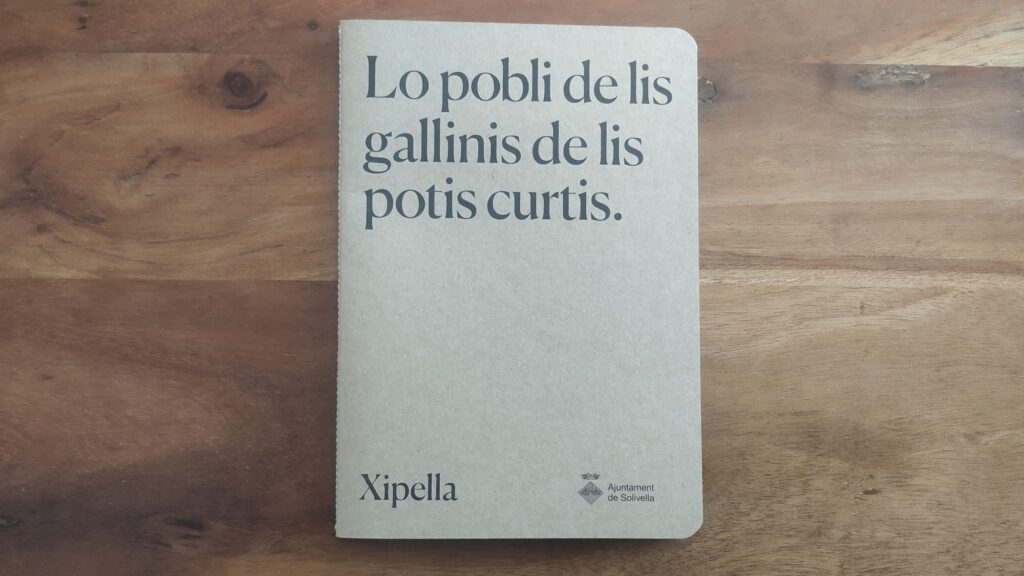 Lo pobli de lis
gallinis de lis
potis curtis.
Xipella
Ajuntament
de Solivella